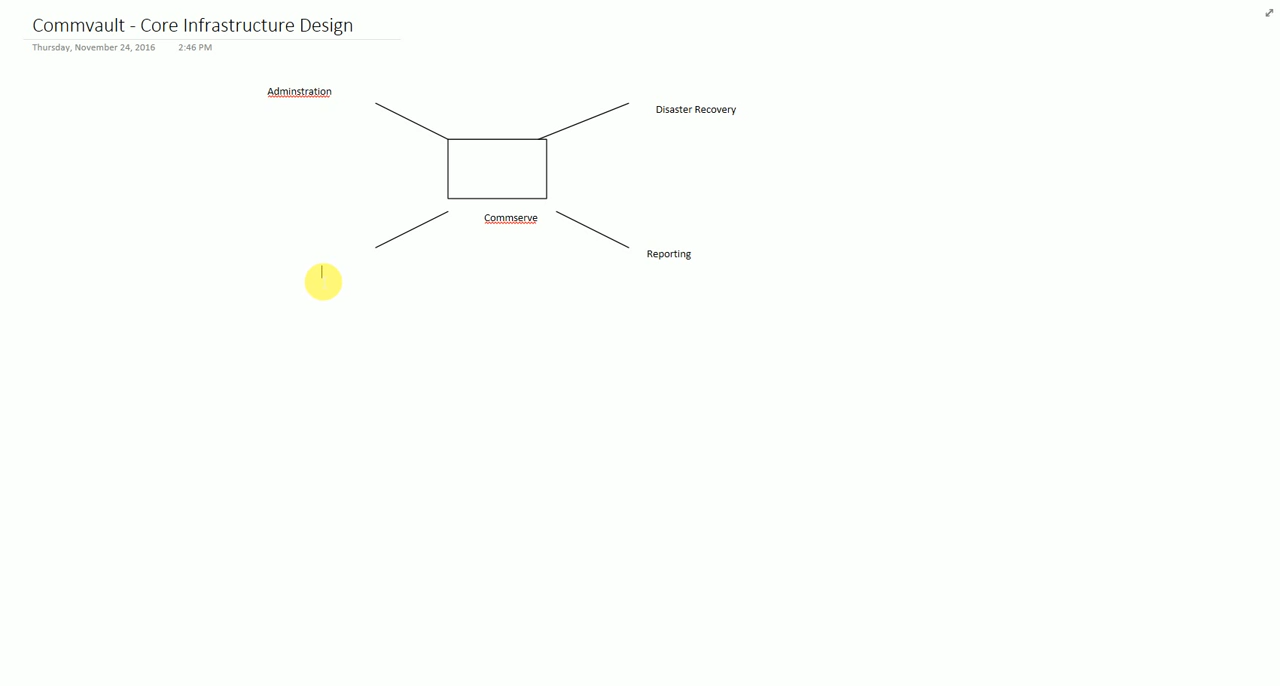 Commvault - Core Infrastructure Design
Thursday, November 24, 2016 2:46 PM
Adminstration
Disaster Recovery
Commserve
Reporting